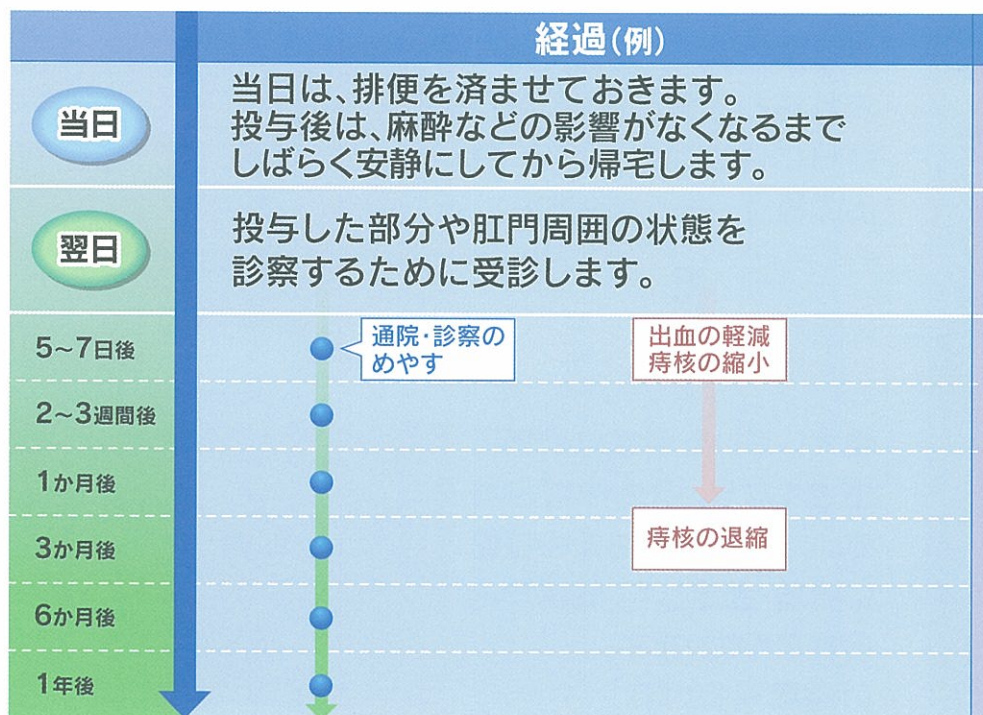 経過(例)
当日
当日は、排便を済ませておきます。
投与後は、麻酔などの影響がなくなるまで
しばらく安静にしてから帰宅します。
翌日
投与した部分や肛門周囲の状態を
診察するために受診します。
5～7日後
通院・診察の
めやす
出血の軽減
痔核の縮小
2～3週間後
1か月後
3か月後
痔核の退縮
6か月後
1年後